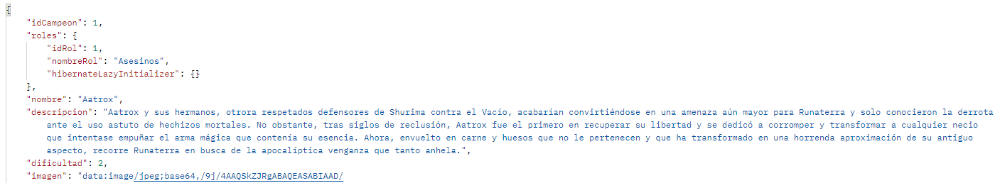 {
"idCampeon": 1,
"roles": {
"idRol": 1,
"nombreRol": "Asesinos",
"hibernateLazyInitializer": {}
},
"nombre": "Aatrox",
"descripcion": "Aatrox y sus hermanos, otrora respetados defensores de Shurima contra el Vacío, acabarían convirtiéndose en una amenaza aún mayor para Runaterra y solo conocieron la derrota
ante el uso astuto de hechizos mortales. No obstante, tras siglos de reclusión, Aatrox fue el primero en recuperar su libertad y se dedicó a corromper y transformar a cualquier necio
que intentase empuñar el arma mágica que contenía su esencia. Ahora, envuelto en carne y huesos que no le pertenecen y que ha transformado en una horrenda aproximación de su antiguo
aspecto, recorre Runaterra en busca de la apocalíptica venganza que tanto anhela.",
"dificultad": 2,
"imagen": "data:image/jpeg;base64,/9j/4AAQSkZJRgABAQEASABIAAD/